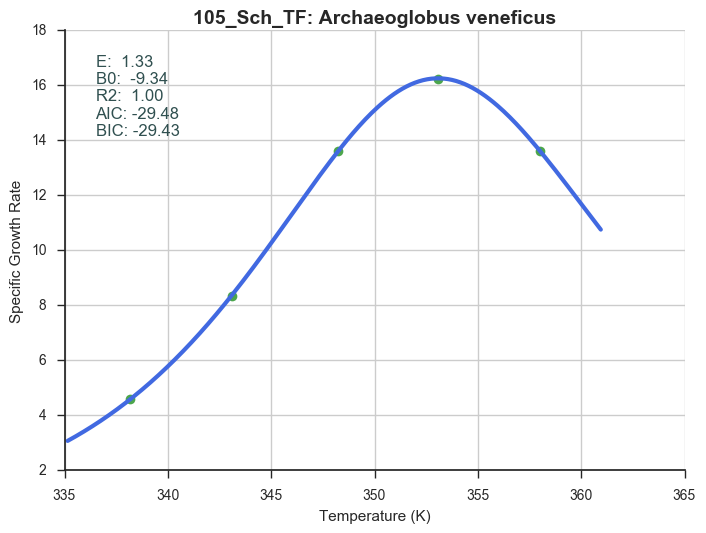 105_Sch_TF: Archaeoglobus veneficus
E: 1.33
B0: -9.34
R2: 1.00
AIC: -29.48
BIC: -29.43
18
16
14
12
10
8
6
4
2
Specific Growth Rate
335 340 345 350 355 360 365
Temperature (K)